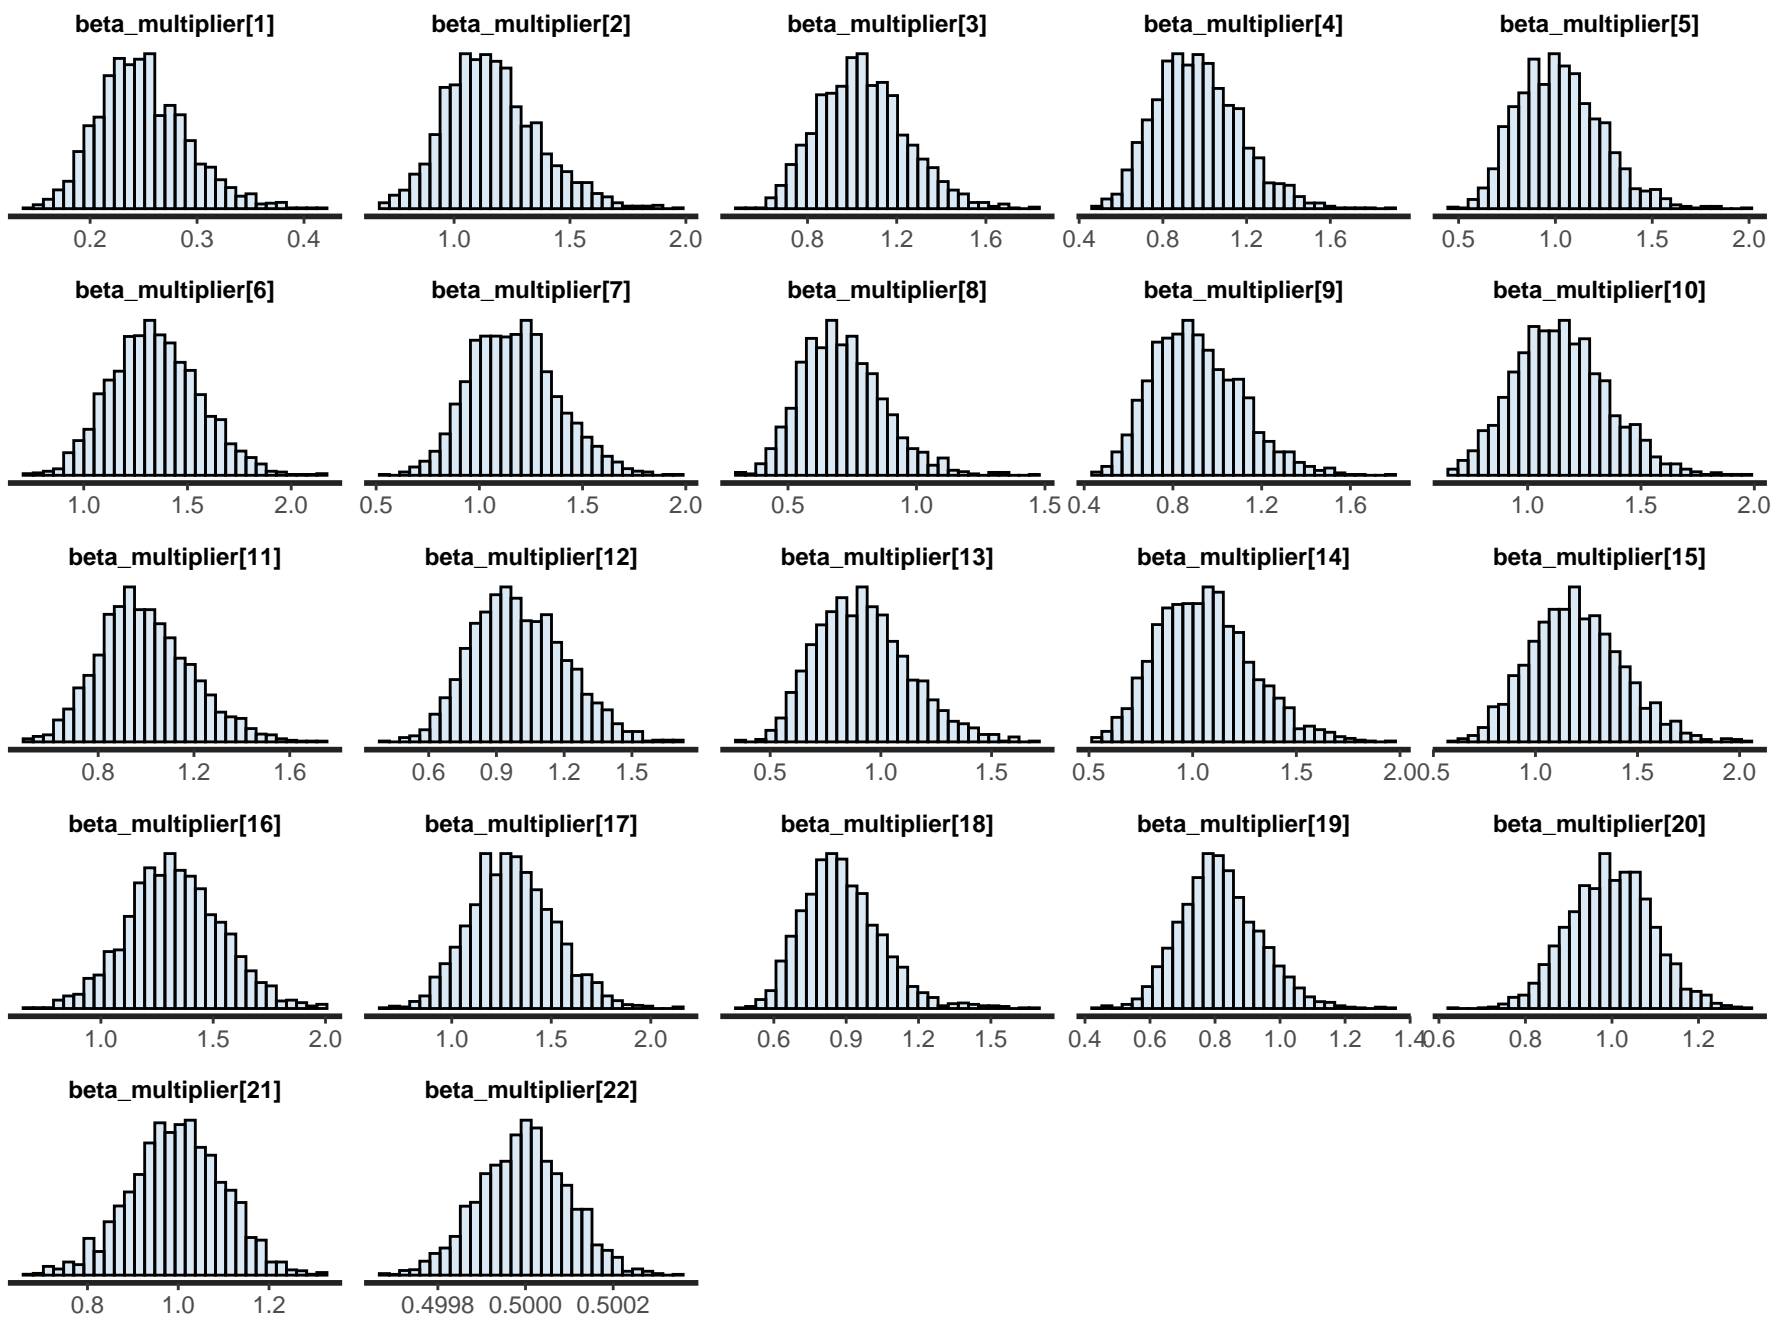 beta_multiplier[1] beta_multiplier[2] beta_multiplier[3] beta_multiplier[4] beta_multiplier[5]
0.2 0.3 0.4 1.0 1.5 2.0 0.8 1.2 1.6 0.4 0.8 1.2 1.6 0.5 1.0 1.5 2.0
beta_multiplier[6] beta_multiplier[7] beta_multiplier[8] beta_multiplier[9] beta_multiplier[10]
1.0 1.5 2.0 0.5 1.0 1.5 2.0 0.5 1.0 1.5 0.4 0.8 1.2 1.6 1.0 1.5 2.0
beta_multiplier[11] beta_multiplier[12] beta_multiplier[13] beta_multiplier[14] beta_multiplier[15]
0.8 1.2 1.6 0.6 0.9 1.2 1.5 0.5 1.0 1.5 0.5 1.0 1.5 2.0 0.5 1.0 1.5 2.0
beta_multiplier[16] beta_multiplier[17] beta_multiplier[18] beta_multiplier[19] beta_multiplier[20]
1.0 1.5 2.0 1.0 1.5 2.0 0.6 0.9 1.2 1.5 0.4 0.6 0.8 1.0 1.2 1.4 0.6 0.8 1.0 1.2
beta_multiplier[21] beta_multiplier[22]
0.8 1.0 1.2 0.4998 0.5000 0.5002